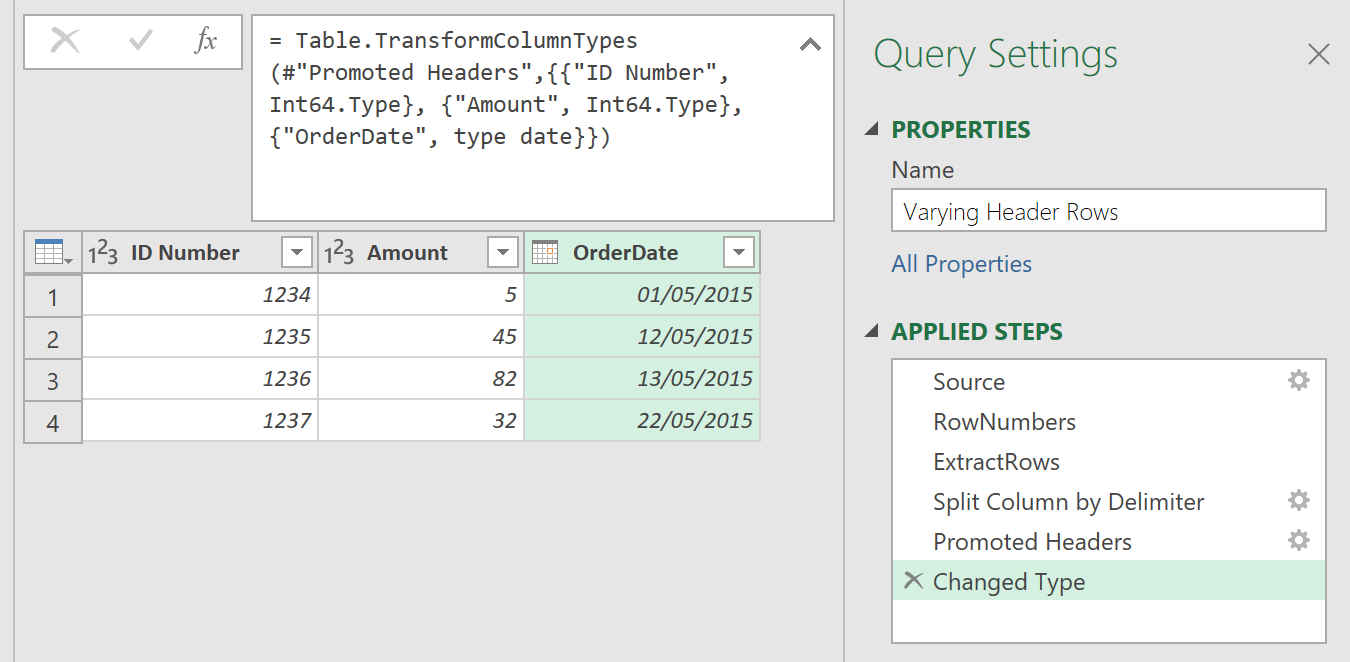 fx
= Table.TransformColumnTypes
(#"Promoted Headers",{{"ID Number",
Int64.Type}, {"Amount", Int64.Type},
{"OrderDate", type date}})
1²3 ID Number 1²3 Amount OrderDate
1 1234 5 01/05/2015
2 1235 45 12/05/2015
3 1236 82 13/05/2015
4 1237 32 22/05/2015
Query Settings
PROPERTIES
Name
Varying Header Rows
All Properties
APPLIED STEPS
Source
RowNumbers
ExtractRows
Split Column by Delimiter
Promoted Headers
Changed Type